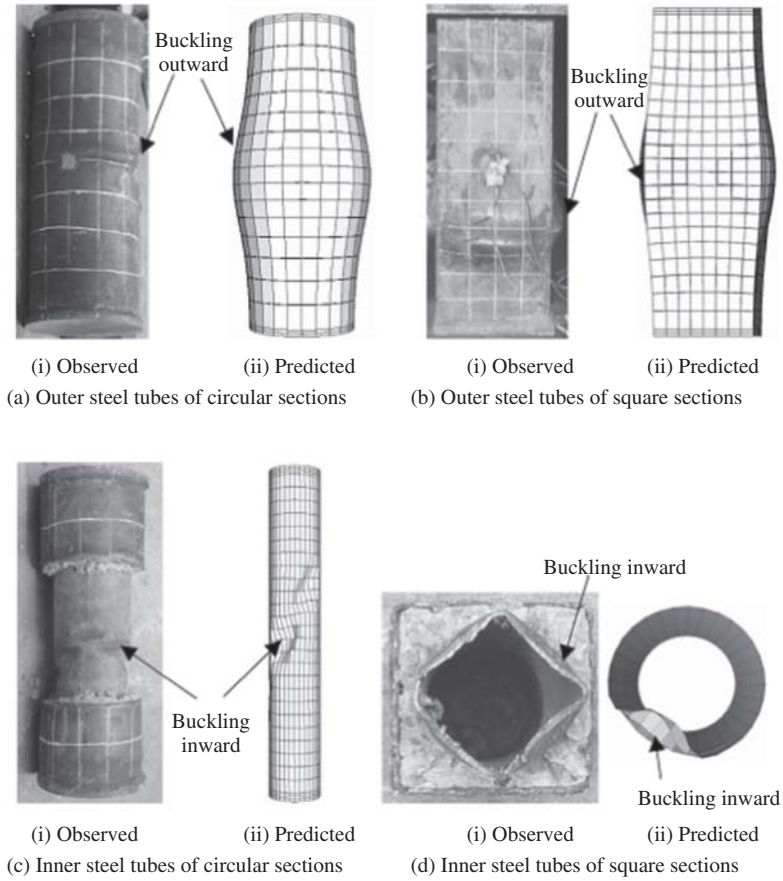 Buckling
outward
Buckling
outward
(i) Observed
(ii) Predicted
(i) Observed
(ii) Predicted
(a) Outer steel tubes of circular sections
(b) Outer steel tubes of square sections
Buckling
inward
Buckling inward
Buckling inward
(i) Observed
(ii) Predicted
(i) Observed
(ii) Predicted
(c) Inner steel tubes of circular sections
(d) Inner steel tubes of square sections